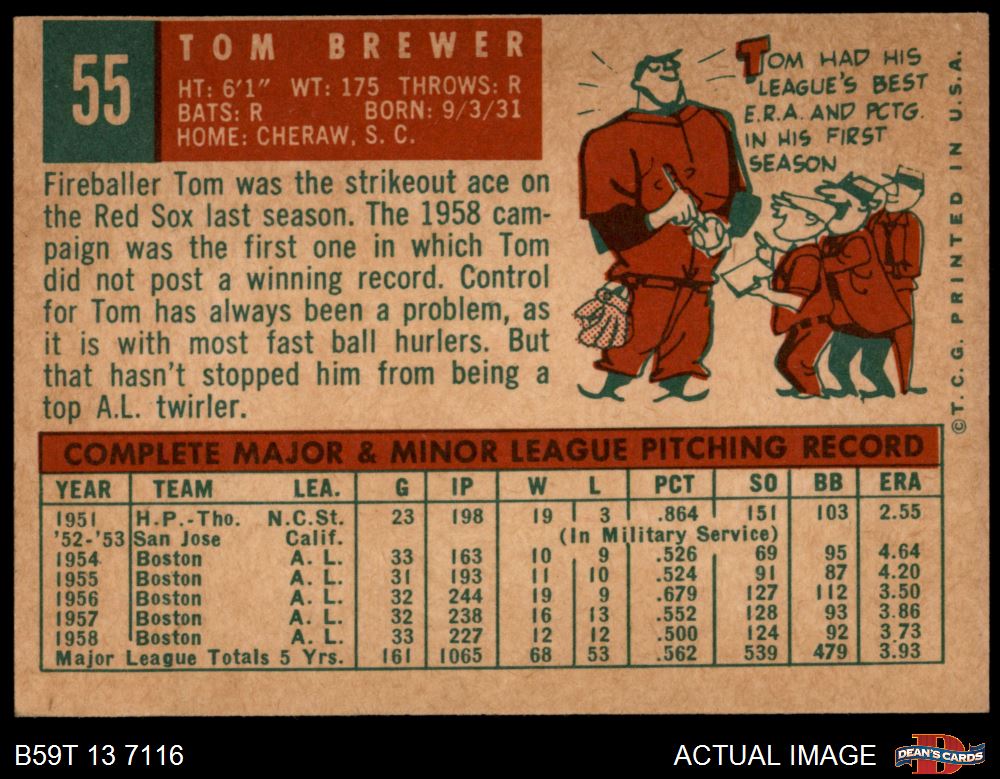 55
TOM BREWER
HT: 6'1" WT: 175 THROWS: R
BATS: R BORN: 9/3/31
HOME: CHERAW, S. C.
Fireballer Tom was the strikeout ace on
the Red Sox last season. The 1958 cam-
paign was the first one in which Tom
did not post a winning record. Control
for Tom has always been a problem, as
it is with most fast ball hurlers. But
that hasn't stopped him from being a
top A.L. twirler.
TOM HAD HIS
LEAGUE'S BEST
E.R.A. AND PCTG.
IN HIS FIRST
SEASON
© T. C. G. PRINTED IN U.S.A.
COMPLETE MAJOR & MINOR LEAGUE PITCHING RECORD
YEAR TEAM LEA. G IP W L PCT SO BB ERA
1951 H.P.-Tho. N.C.St. 23 198 19 3 .864 151 103 2.55
'52-'53 San Jose Calif. (In Military Service)
1954 Boston A. L. 33 163 10 9 .526 69 95 4.64
1955 Boston A. L. 31 193 11 10 .524 91 87 4.20
1956 Boston A. L. 32 244 19 9 .679 127 112 3.50
1957 Boston A. L. 32 238 16 13 .552 128 93 3.86
1958 Boston A. L. 33 227 12 12 .500 124 92 3.73
Major League Totals 5 Yrs. 161 1065 68 53 .562 539 479 3.93
B59T 13 7116 ACTUAL IMAGE DEAN'S CARDS